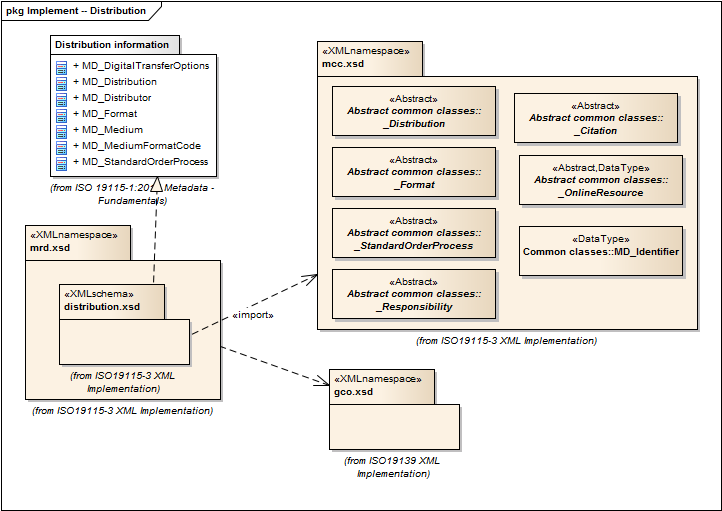 pkg Implement -- Distribution
Distribution information
+ MD_DigitalTransferOptions
+ MD_Distribution
+ MD_Distributor
+ MD_Format
+ MD_Medium
+ MD_MediumFormatCode
+ MD_StandardOrderProcess
(from ISO 19115-1:201 Metadata -
Fundamentals)
«XMLnamespace»
mrd.xsd
«XMLschema»
distribution.xsd
(from ISO19115-3 XML
Implementation)
(from ISO19115-3 XML Implementation)
«import»
«XMLnamespace»
mcc.xsd
«Abstract»
Abstract common classes::
_Distribution
«Abstract»
Abstract common classes::
_Format
«Abstract»
Abstract common classes::
_StandardOrderProcess
«Abstract»
Abstract common classes::
_Responsibility
«Abstract»
Abstract common classes::
_Citation
«Abstract,DataType»
Abstract common classes::
_OnlineResource
«DataType»
Common classes::MD_Identifier
(from ISO19115-3 XML Implementation)
«XMLnamespace»
gco.xsd
(from ISO19139 XML
Implementation)